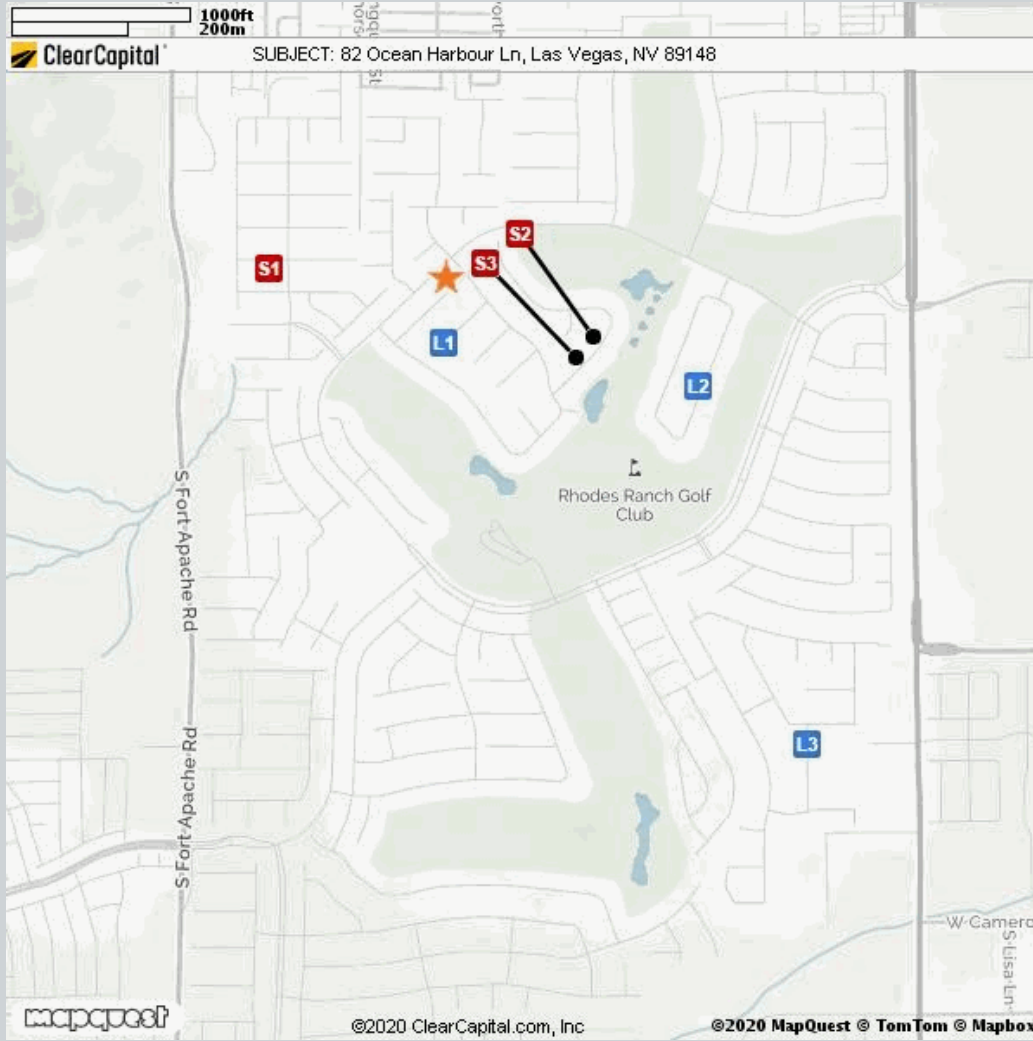 1000ft
200m
ClearCapital
SUBJECT: 82 Ocean Harbour Ln, Las Vegas, NV 89148
St
S2
S3
S1
L1
L2
Rhodes Ranch Golf
Club
S Fort Apache Rd
L3
S Fort Apache Rd
W Camero
S Lisa Ln
mapquest
©2020 ClearCapital.com, Inc
©2020 MapQuest © TomTom © Mapbox